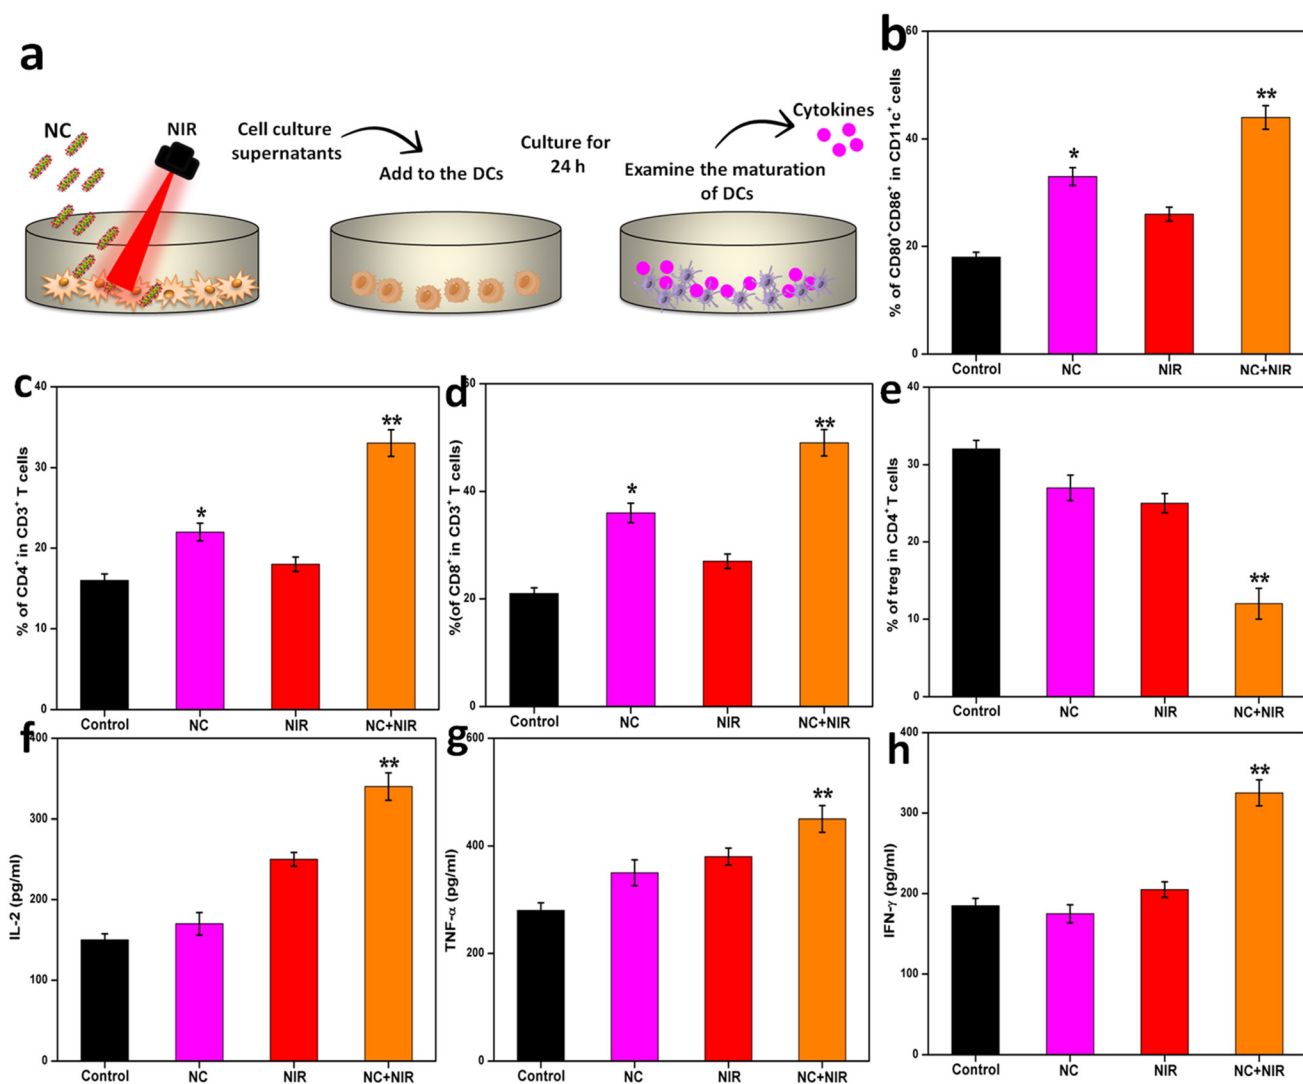 a
NC
NIR
Cell culture
supernatants
Add to the DCs
Culture for
24 h
Examine the maturation
of DCs
Cytokines
b
% of CD80⁺CD86⁺ in CD11c⁺ cells
60
40
20
0
*
**
Control NC NIR NC+NIR
c
% of CD4⁺ in CD3⁺ T cells
40
30
20
10
0
*
**
Control NC NIR NC+NIR
d
%(of CD8⁺ in CD3⁺ T cells)
60
40
20
0
*
**
Control NC NIR NC+NIR
e
% of treg in CD4⁺ T cells
40
30
20
10
0
**
Control NC NIR NC+NIR
f
IL-2 (pg/ml)
400
300
200
100
0
**
Control NC NIR NC+NIR
g
TNF-α (pg/ml)
600
400
200
0
**
Control NC NIR NC+NIR
h
IFN-γ (pg/ml)
400
300
200
100
0
**
Control NC NIR NC+NIR